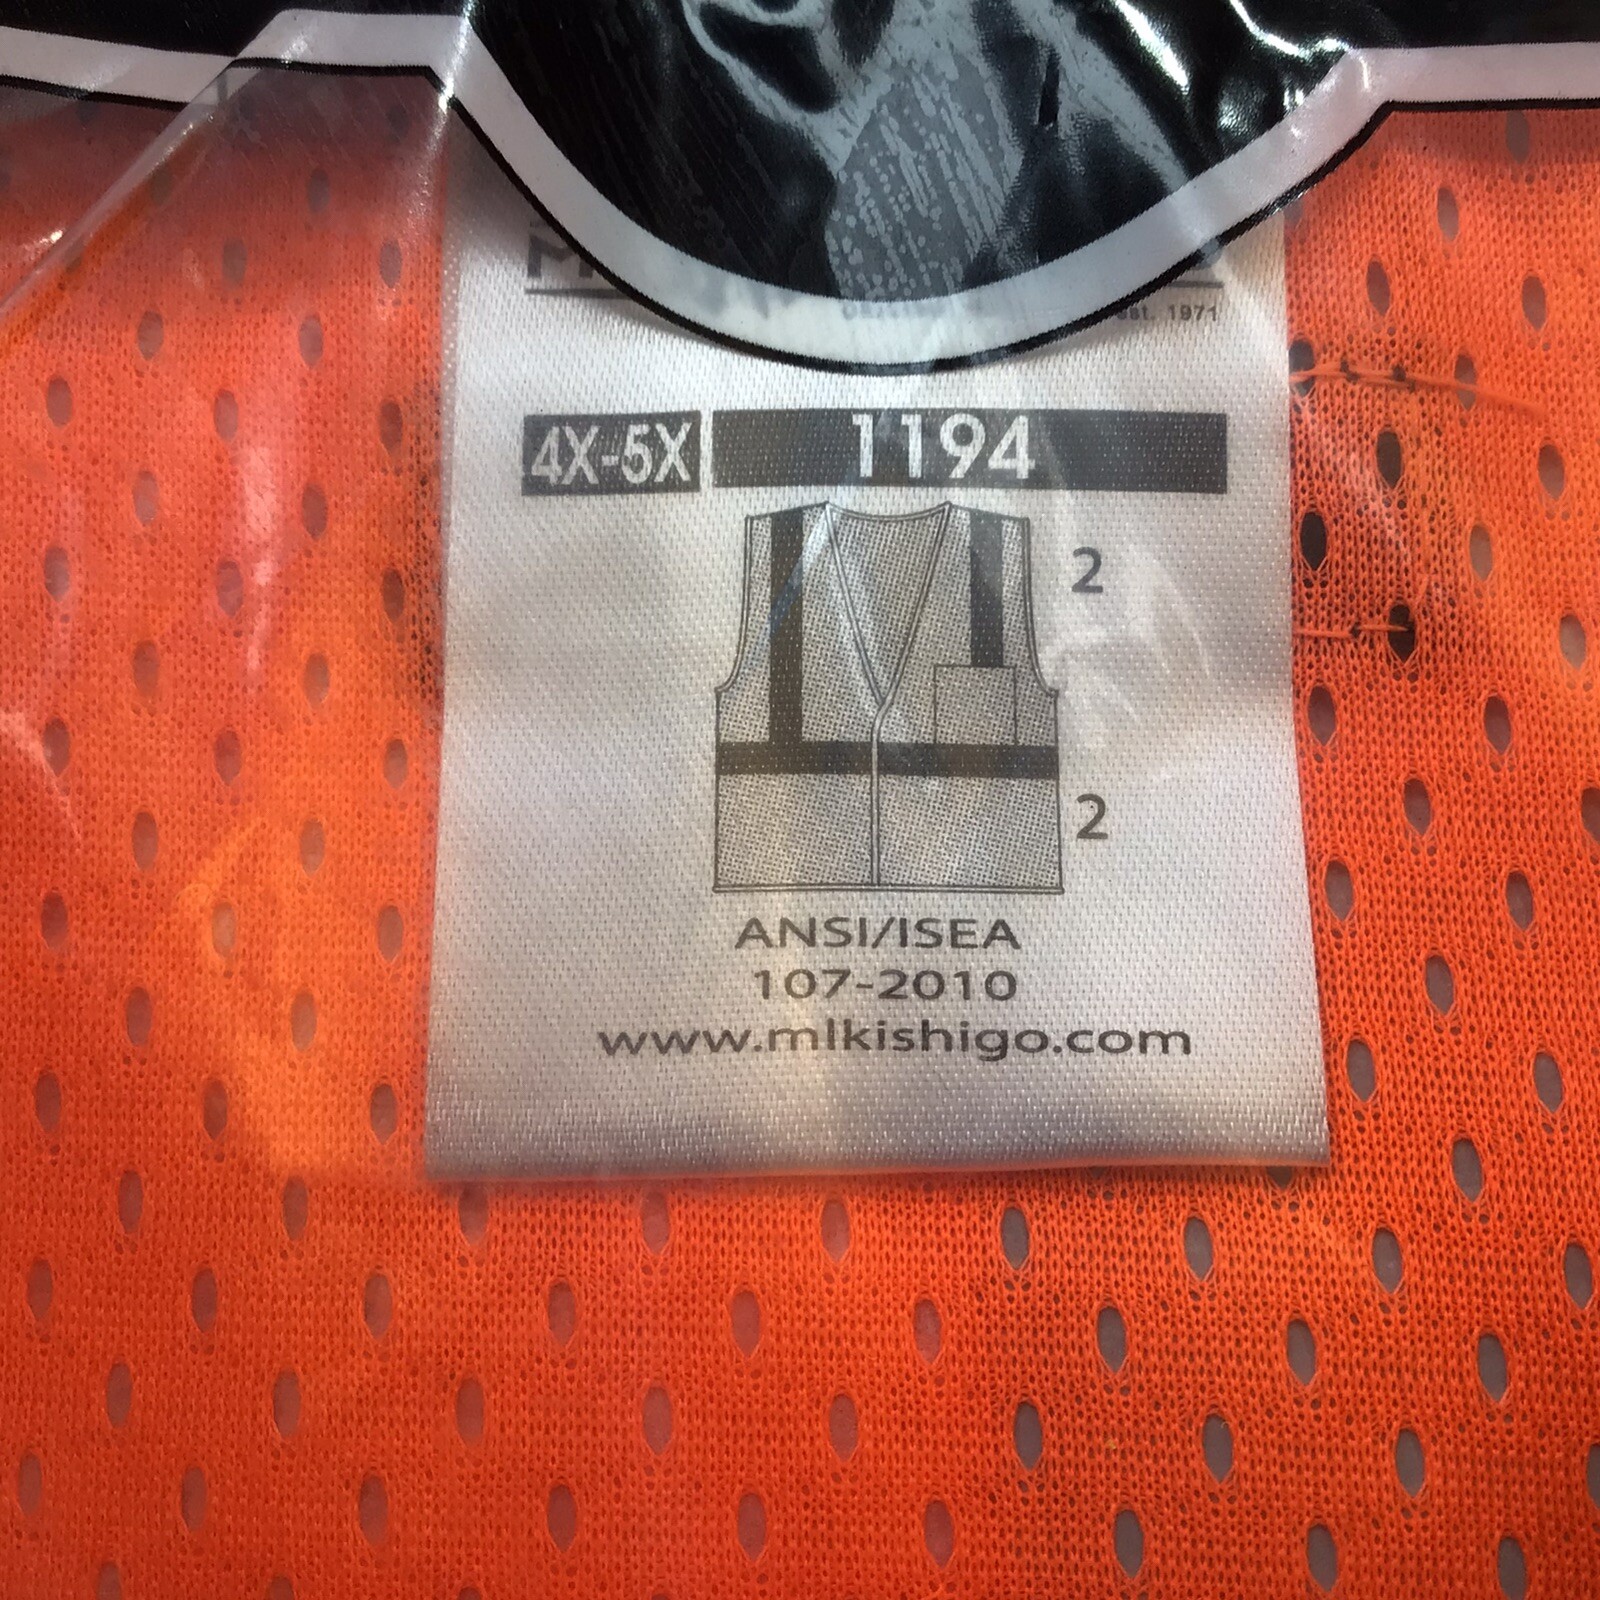 Est. 1971
4X-5X 1194
2
2
ANSI/ISEA
107-2010
www.mlkishigo.com